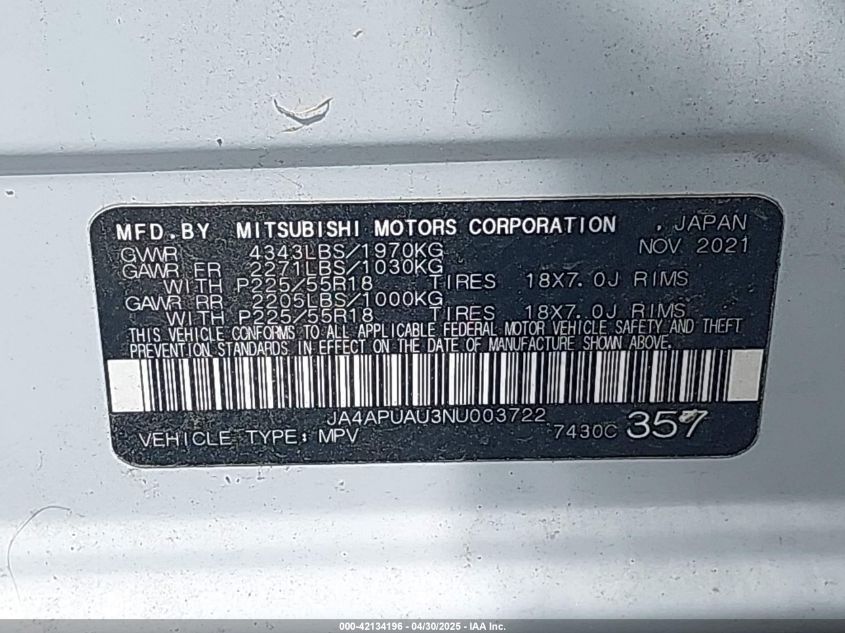 MFD.BY MITSUBISHI MOTORS CORPORATION , JAPAN
GVWR 4343LBS/1970KG NOV 2021
GAWR FR 2271LBS/1030KG
WITH P225/55R18 TIRES 18X7.0J RIMS
GAWR RR 2205LBS/1000KG
WITH P225/55R18 TIRES 18X7.0J RIMS
THIS VEHICLE CONFORMS TO ALL APPLICABLE FEDERAL MOTOR VEHICLE SAFETY AND THEFT
PREVENTION STANDARDS IN EFFECT ON THE DATE OF MANUFACTURE SHOWN ABOVE.
JA4APUAU3NU003722
VEHICLE TYPE: MPV 7430C 357
000-42134196 - 04/30/2025 - IAA Inc.